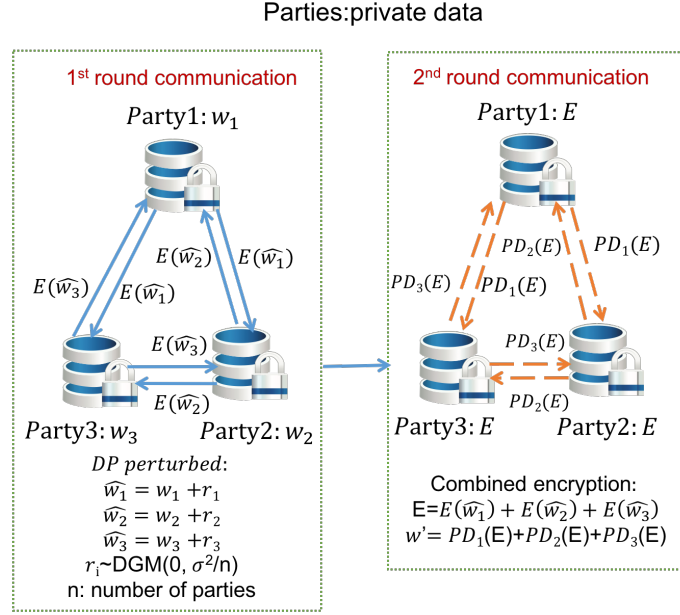 Parties:private data
1st round communication
Party1: w₁
E(ŵ₃)
E(ŵ₁)
E(ŵ₂)
E(ŵ₁)
E(ŵ₃)
E(ŵ₂)
Party3: w₃
Party2: w₂
DP perturbed:
ŵ₁ = w₁ + r₁
ŵ₂ = w₂ + r₂
ŵ₃ = w₃ + r₃
rᵢ~DGM(0, σ²/n)
n: number of parties
2nd round communication
Party1: E
PD₃(E)
PD₁(E)
PD₂(E)
PD₁(E)
PD₃(E)
PD₂(E)
Party3: E
Party2: E
Combined encryption:
E=E(ŵ₁) + E(ŵ₂) + E(ŵ₃)
w'= PD₁(E)+PD₂(E)+PD₃(E)